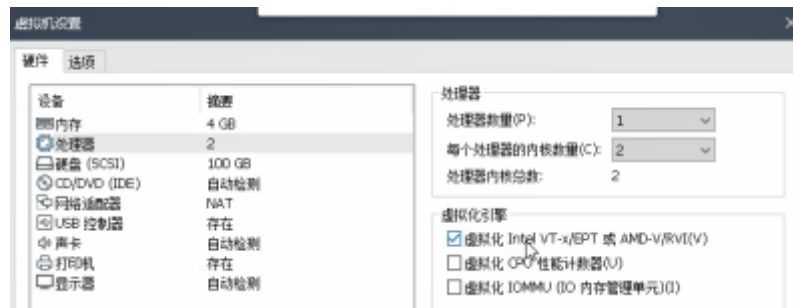 虚拟机设置
硬件 选项
设备 摘要
内存 4 GB
处理器 2
硬盘 (SCSI) 100 GB
CD/DVD (IDE) 自动检测
网络适配器 NAT
USB 控制器 存在
声卡 自动检测
打印机 存在
显示器 自动检测
处理器
处理器数量(P): 1
每个处理器的内核数量(C): 2
处理器内核总数: 2
虚拟化引擎
虚拟化 Intel VT-x/EPT 或 AMD-V/RVI(V)
虚拟化 CPU 性能计数器(U)
虚拟化 IOMMU (IO 内存管理单元)(I)